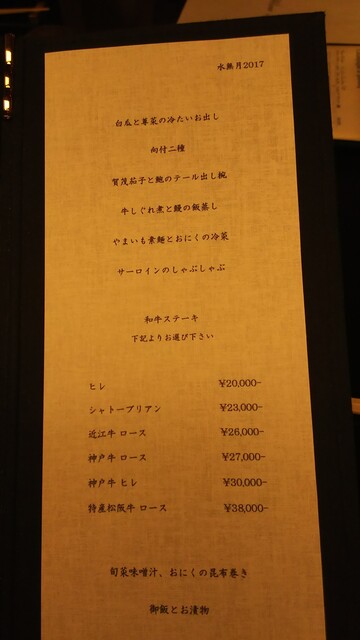 水無月2017
白瓜と蓴菜の冷たいお出し
向付二種
賀茂茄子と鮑のテール出し椀
牛しぐれ煮と鰻の飯蒸し
やまいも素麺とおにくの冷菜
サーロインのしゃぶしゃぶ
和牛ステーキ
下記よりお選び下さい
ヒレ ¥20,000-
シャトーブリアン ¥23,000-
近江牛 ロース ¥26,000-
神戸牛 ロース ¥27,000-
神戸牛 ヒレ ¥30,000-
特産松阪牛 ロース ¥38,000-
旬菜味噌汁、おにくの昆布巻き
御飯とお漬物